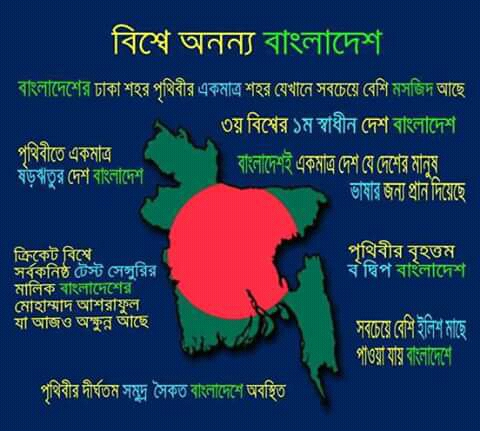 বিশ্বে অনন্য বাংলাদেশ
বাংলাদেশের ঢাকা শহর পৃথিবীর একমাত্র শহর যেখানে সবচেয়ে বেশি মসজিদ আছে
৩য় বিশ্বের ১ম স্বাধীন দেশ বাংলাদেশ
পৃথিবীতে একমাত্র
ষড়ঋতুর দেশ বাংলাদেশ
বাংলাদেশই একমাত্র দেশ যে দেশের মানুষ
ভাষার জন্য প্রান দিয়েছে
ক্রিকেট বিশ্বে
সর্বকনিষ্ঠ টেস্ট সেঞ্চুরির
মালিক বাংলাদেশের
মোহাম্মাদ আশরাফুল
যা আজও অক্ষুন্ন আছে
পৃথিবীর বৃহত্তম
ব দ্বিপ বাংলাদেশ
সবচেয়ে বেশি ইলিশ মাছে
পাওয়া যায় বাংলাদেশে
পৃথিবীর দীর্ঘতম সমুদ্র সৈকত বাংলাদেশে অবস্থিত